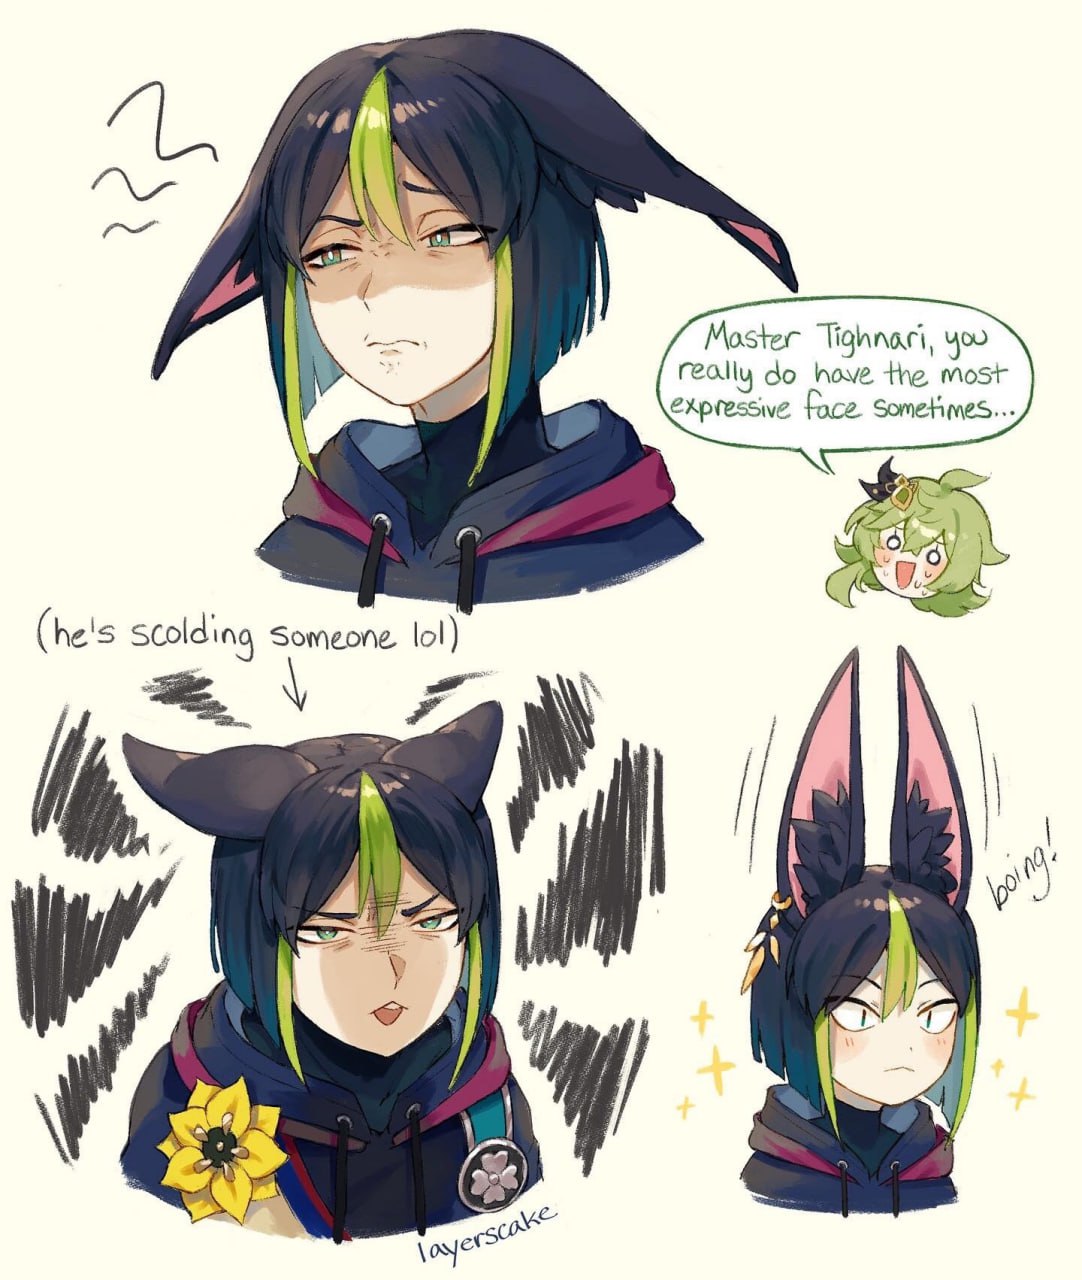 Master Tighnari, you
really do have the most
expressive face sometimes...
(he's scolding someone lol)
boing!
layerscake